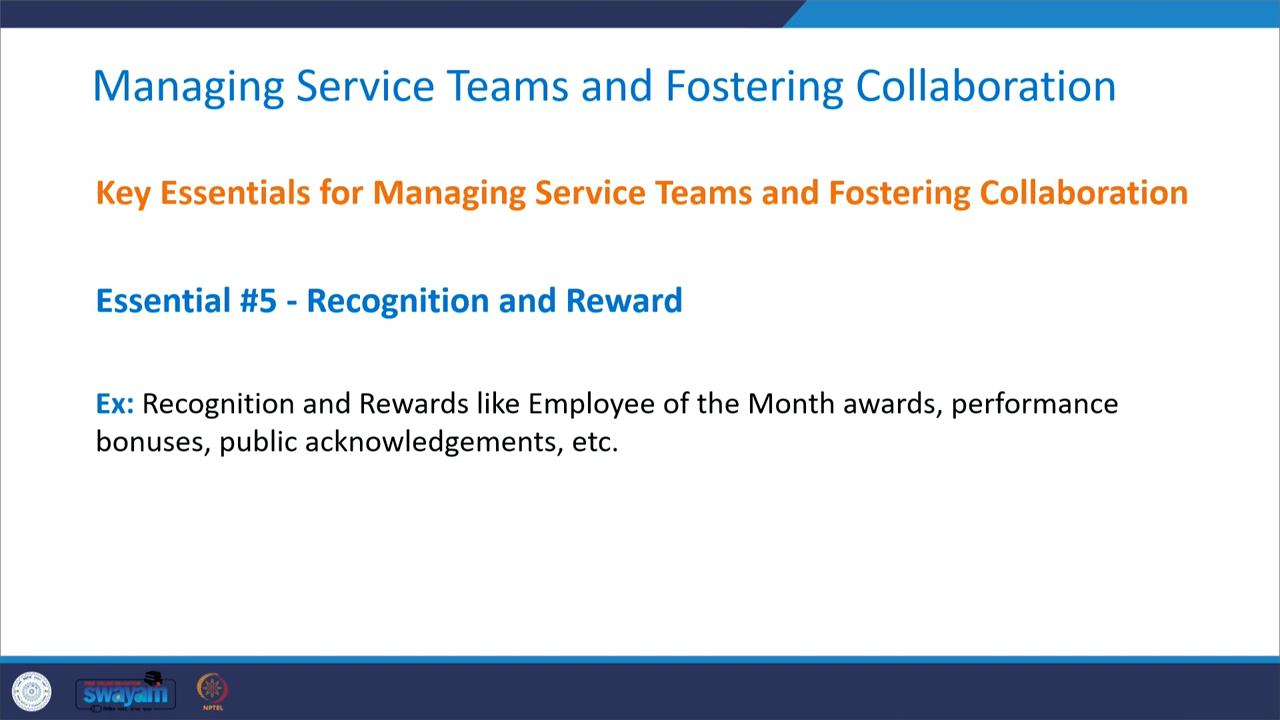 Managing Service Teams and Fostering Collaboration
Key Essentials for Managing Service Teams and Fostering Collaboration
Essential #5 - Recognition and Reward
Ex: Recognition and Rewards like Employee of the Month awards, performance
bonuses, public acknowledgements, etc.
swayam
NPTEL